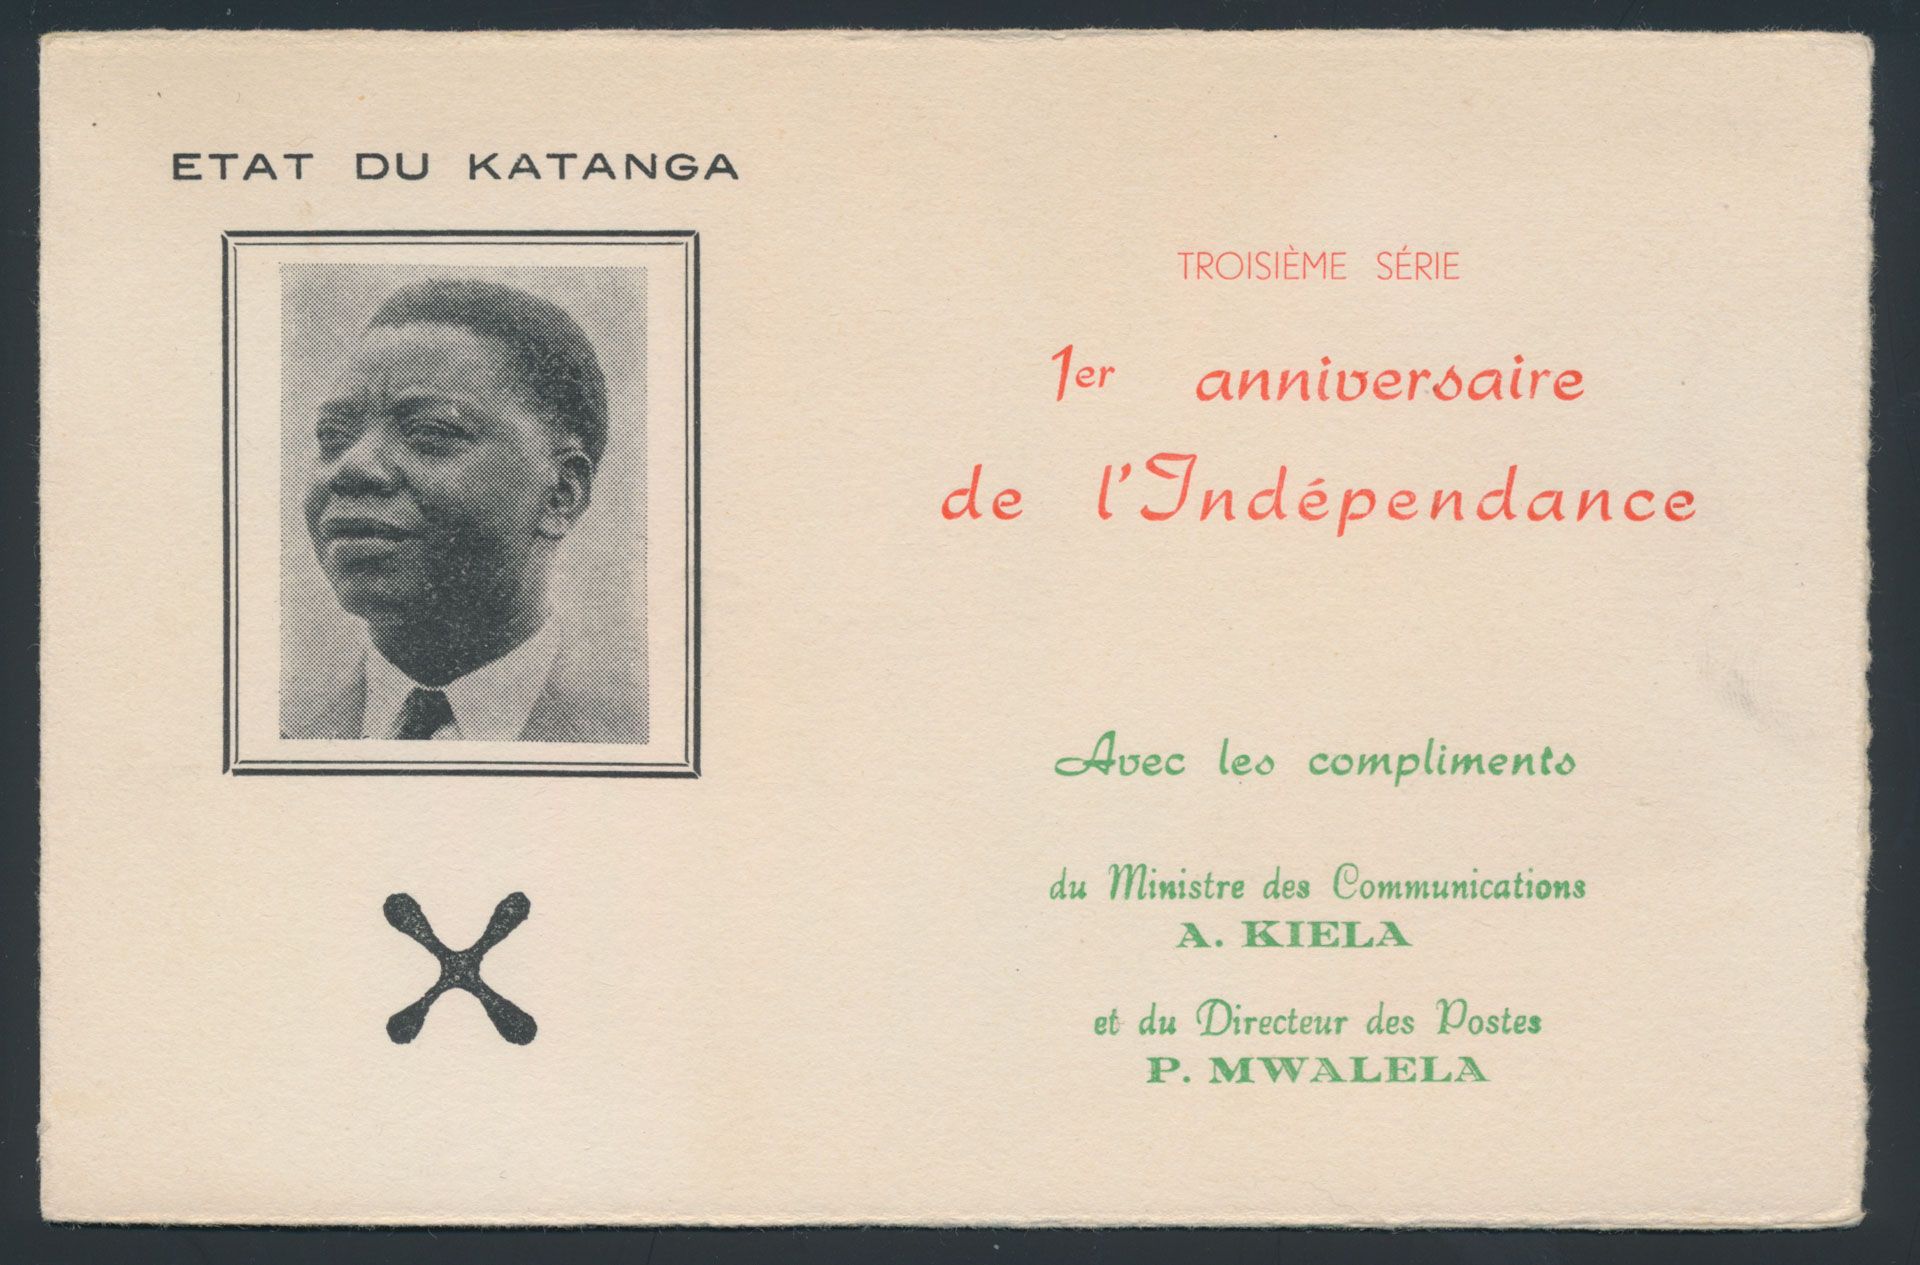 ETAT DU KATANGA
TROISIÈME SÉRIE
1er anniversaire
de l'Indépendance
Avec les compliments
du Ministre des Communications
A. KIELA
et du Directeur des Postes
P. MWALELA